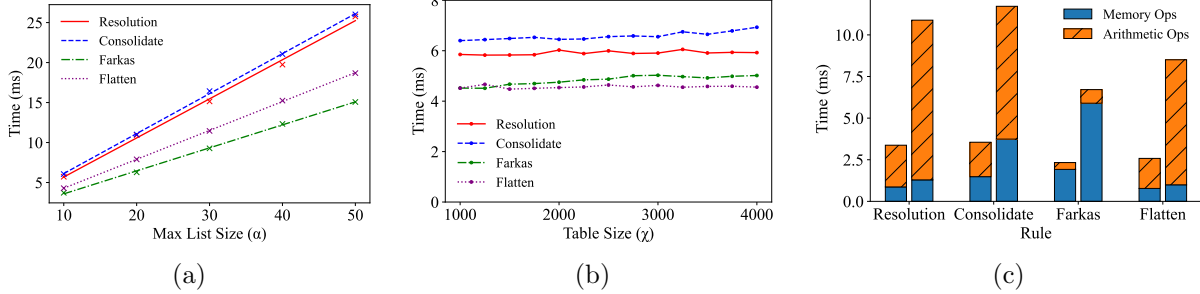 25
20
15
10
5
Time (ms)
Resolution
Consolidate
Farkas
Flatten
10 20 30 40 50
Max List Size (α)
(a)
8
6
4
2
0
Time (ms)
Resolution
Consolidate
Farkas
Flatten
1000 2000 3000 4000
Table Size (χ)
(b)
10.0
7.5
5.0
2.5
0.0
Time (ms)
Memory Ops
Arithmetic Ops
Resolution Consolidate Farkas Flatten
Rule
(c)